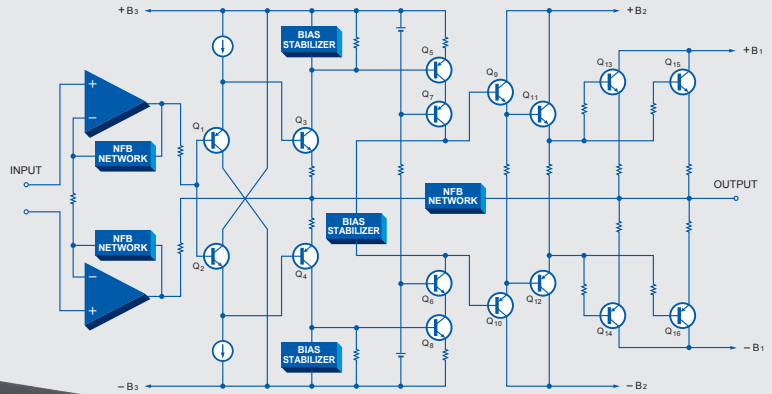 +B₃
+B₂
BIAS
STABILIZER
Q₅
Q₁₃
Q₁₅
+B₁
+
−
Q₉
Q₇
Q₁₁
Q₁
Q₃
NFB
NETWORK
INPUT
NFB
NETWORK
OUTPUT
BIAS
STABILIZER
NFB
NETWORK
Q₂
Q₄
−
+
Q₆
Q₁₂
Q₁₀
Q₈
Q₁₄
Q₁₆
BIAS
STABILIZER
−B₁
−B₃
−B₂